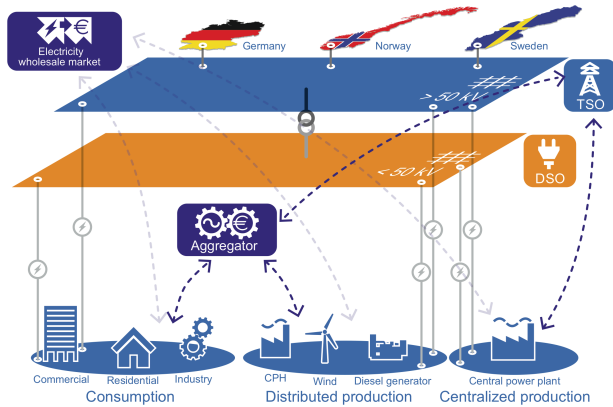 Electricity
wholesale market
€
Germany
Norway
Sweden
> 50 kV
TSO
< 50 kV
DSO
€
Aggregator
Commercial
Residential
Industry
CPH
Wind
Diesel generator
Central power plant
Consumption
Distributed production
Centralized production